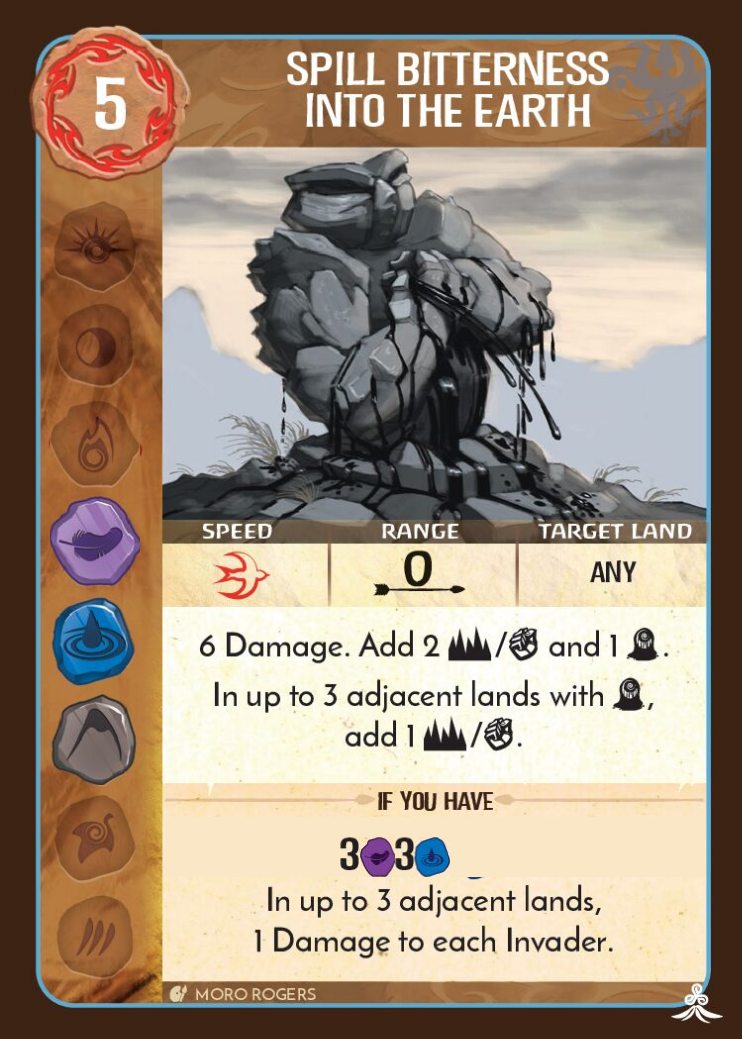 5
SPILL BITTERNESS
INTO THE EARTH
SPEED RANGE TARGET LAND
0 ANY
6 Damage. Add 2 / and 1 .
In up to 3 adjacent lands with ,
add 1 / .
IF YOU HAVE
3 3
In up to 3 adjacent lands,
1 Damage to each Invader.
MORO ROGERS